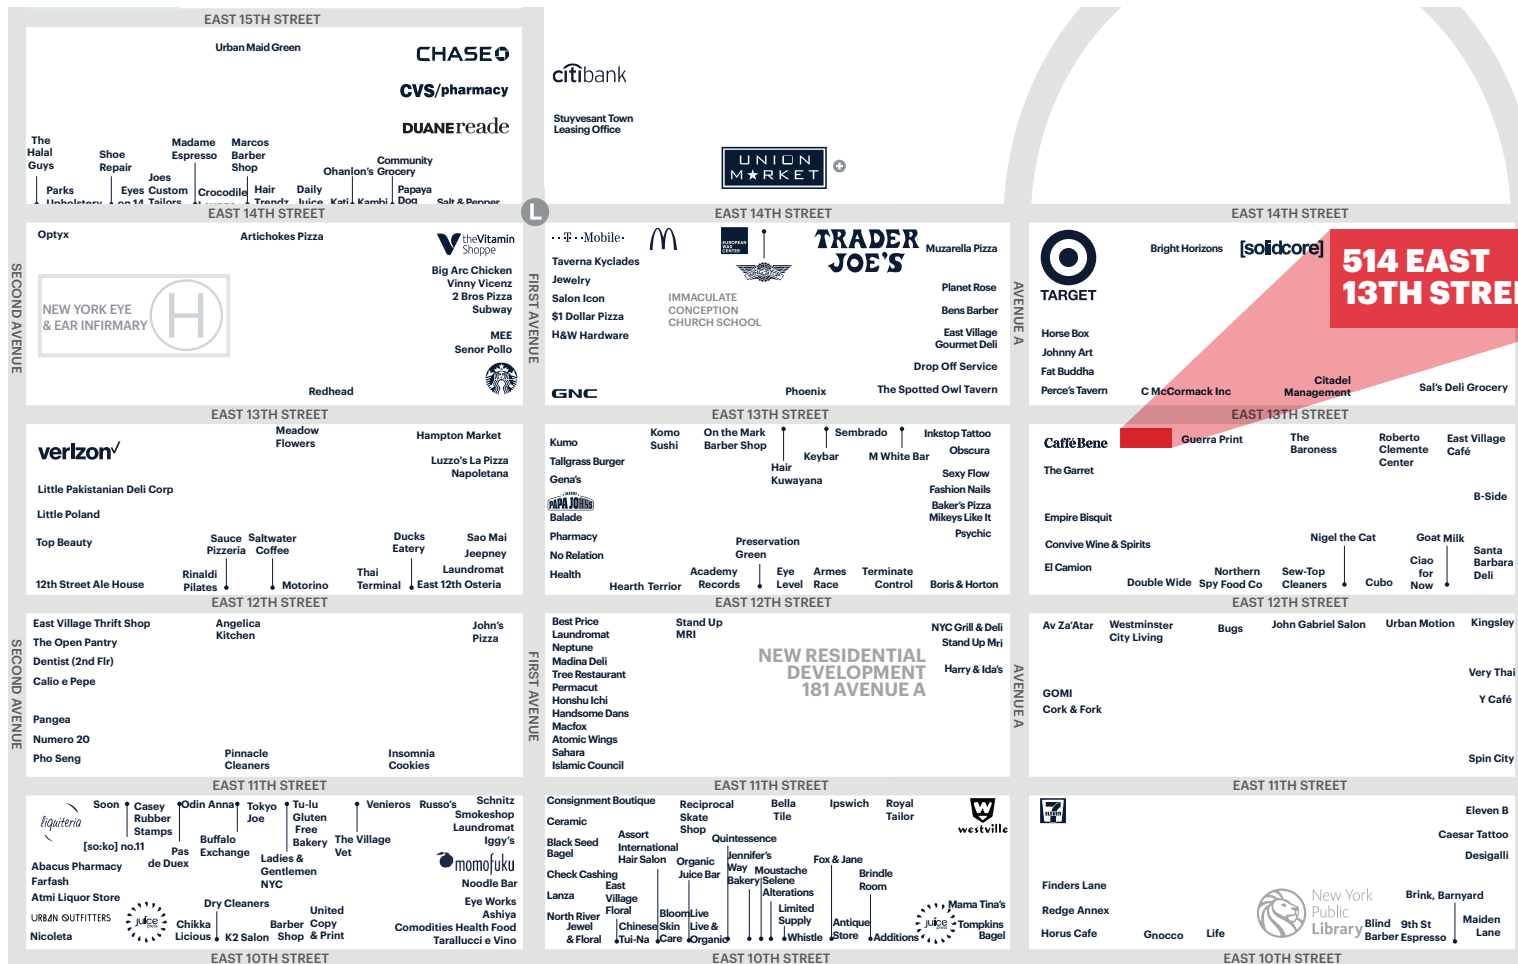 EAST 15TH STREET
Urban Maid Green
CHASE
CVS/pharmacy
DUANEreade
The
Halal
Guys
Parks
Upholstery
Shoe
Repair
Eyes
on 14
Joes
Custom
Tailors
Madame
Espresso
Crocodile
Lounge
Marcos
Barber
Shop
Hair
Trendz
Daily
Juice
Ohanlon's
Kati
Kambi
Community
Grocery
Papaya
Dog
Salt & Pepper
citibank
Stuyvesant Town
Leasing Office
UNION
MARKET
EAST 14TH STREET
L
EAST 14TH STREET
EAST 14TH STREET
SECOND AVENUE
Optyx
Artichokes Pizza
theVitamin
Shoppe
NEW YORK EYE
& EAR INFIRMARY
H
Big Arc Chicken
Vinny Vicenz
2 Bros Pizza
Subway
MEE
Senor Pollo
Redhead
FIRST AVENUE
T Mobile
Taverna Kyclades
Jewelry
Salon Icon
$1 Dollar Pizza
H&W Hardware
GNC
EUROPEAN
WAX
CENTER
IMMACULATE
CONCEPTION
CHURCH SCHOOL
TRADER
JOE'S
Muzarella Pizza
Planet Rose
Bens Barber
East Village
Gourmet Deli
Drop Off Service
The Spotted Owl Tavern
Phoenix
AVENUE A
TARGET
Bright Horizons
[solidcore]
514 EAST
13TH STREE
Horse Box
Johnny Art
Fat Buddha
Perce's Tavern
C McCormack Inc
Citadel
Management
Sal's Deli Grocery
EAST 13TH STREET
EAST 13TH STREET
EAST 13TH STREET
verizon
Meadow
Flowers
Hampton Market
Luzzo's La Pizza
Napoletana
Little Pakistanian Deli Corp
Little Poland
Top Beauty
12th Street Ale House
Rinaldi
Pilates
Sauce
Pizzeria
Saltwater
Coffee
Motorino
Thai
Terminal
Ducks
Eatery
Sao Mai
Jeepney
Laundromat
East 12th Osteria
Kumo
Tallgrass Burger
Gena's
PAPA JOHNS
Balade
Pharmacy
No Relation
Health
Komo
Sushi
On the Mark
Barber Shop
Hair
Kuwayana
Keybar
Sembrado
M White Bar
Inkstop Tattoo
Obscura
Sexy Flow
Fashion Nails
Baker's Pizza
Mikeys Like It
Psychic
Hearth Terrior
Academy
Records
Preservation
Green
Eye
Level
Armes
Race
Terminate
Control
Boris & Horton
Caffé Bene
The Garret
Empire Bisquit
Convive Wine & Spirits
El Camion
Guerra Print
The
Baroness
Roberto
Clemente
Center
East Village
Café
B-Side
Double Wide
Northern
Spy Food Co
Sew-Top
Cleaners
Nigel the Cat
Cubo
Ciao
for
Now
Goat Milk
Santa
Barbara
Deli
EAST 12TH STREET
EAST 12TH STREET
EAST 12TH STREET
SECOND AVENUE
East Village Thrift Shop
The Open Pantry
Dentist (2nd Flr)
Calio e Pepe
Pangea
Numero 20
Pho Seng
Angelica
Kitchen
John's
Pizza
Pinnacle
Cleaners
Insomnia
Cookies
FIRST AVENUE
Best Price
Laundromat
Neptune
Madina Deli
Tree Restaurant
Permacut
Honshu Ichi
Handsome Dans
Macfox
Atomic Wings
Sahara
Islamic Council
Stand Up
MRI
NEW RESIDENTIAL
DEVELOPMENT
181 AVENUE A
NYC Grill & Deli
Stand Up Mri
Harry & Ida's
AVENUE A
Av Za'Atar
Westminster
City Living
Bugs
John Gabriel Salon
Urban Motion
Kingsley
GOMI
Cork & Fork
Very Thai
Y Café
Spin City
EAST 11TH STREET
EAST 11TH STREET
EAST 11TH STREET
liquiteria
Soon
[so:ko] no.11
Casey
Rubber
Stamps
Pas
de Duex
Odin Anna
Buffalo
Exchange
Tokyo
Joe
Ladies &
Gentlemen
NYC
Tu-lu
Gluten
Free
Bakery
The Village
Vet
Venieros
Russo's
Schnitz
Smokeshop
Laundromat
Iggy's
momofuku
Noodle Bar
Eye Works
Ashiya
Comodities Health Food
Tarallucci e Vino
Abacus Pharmacy
Farfash
Atmi Liquor Store
URBAN OUTFITTERS
Nicoleta
juice
press
Chikka
Licious
Dry Cleaners
K2 Salon
Barber
Shop
United
Copy
& Print
Consignment Boutique
Ceramic
Black Seed
Bagel
Check Cashing
Lanza
North River
Jewel
& Floral
East
Village
Floral
Assort
International
Hair Salon
Chinese
Tui-Na
Reciprocal
Skate
Shop
Organic
Juice Bar
Bloom
Skin
Care
Live
Live &
Organic
Quintessence
Jennifer's
Way
Bakery
Moustache
Selene
Alterations
Limited
Supply
Whistle
Bella
Tile
Ipswich
Royal
Tailor
Fox & Jane
Antique
Store
Brindle
Room
Additions
westville
juice
press
Mama Tina's
Tompkins
Bagel
7
ELEVEN
Finders Lane
Redge Annex
Horus Cafe
Gnocco
Life
New York
Public
Library
Eleven B
Caesar Tattoo
Desigalli
Brink, Barnyard
Blind
Barber
9th St
Espresso
Maiden
Lane
EAST 10TH STREET
EAST 10TH STREET
EAST 10TH STREET